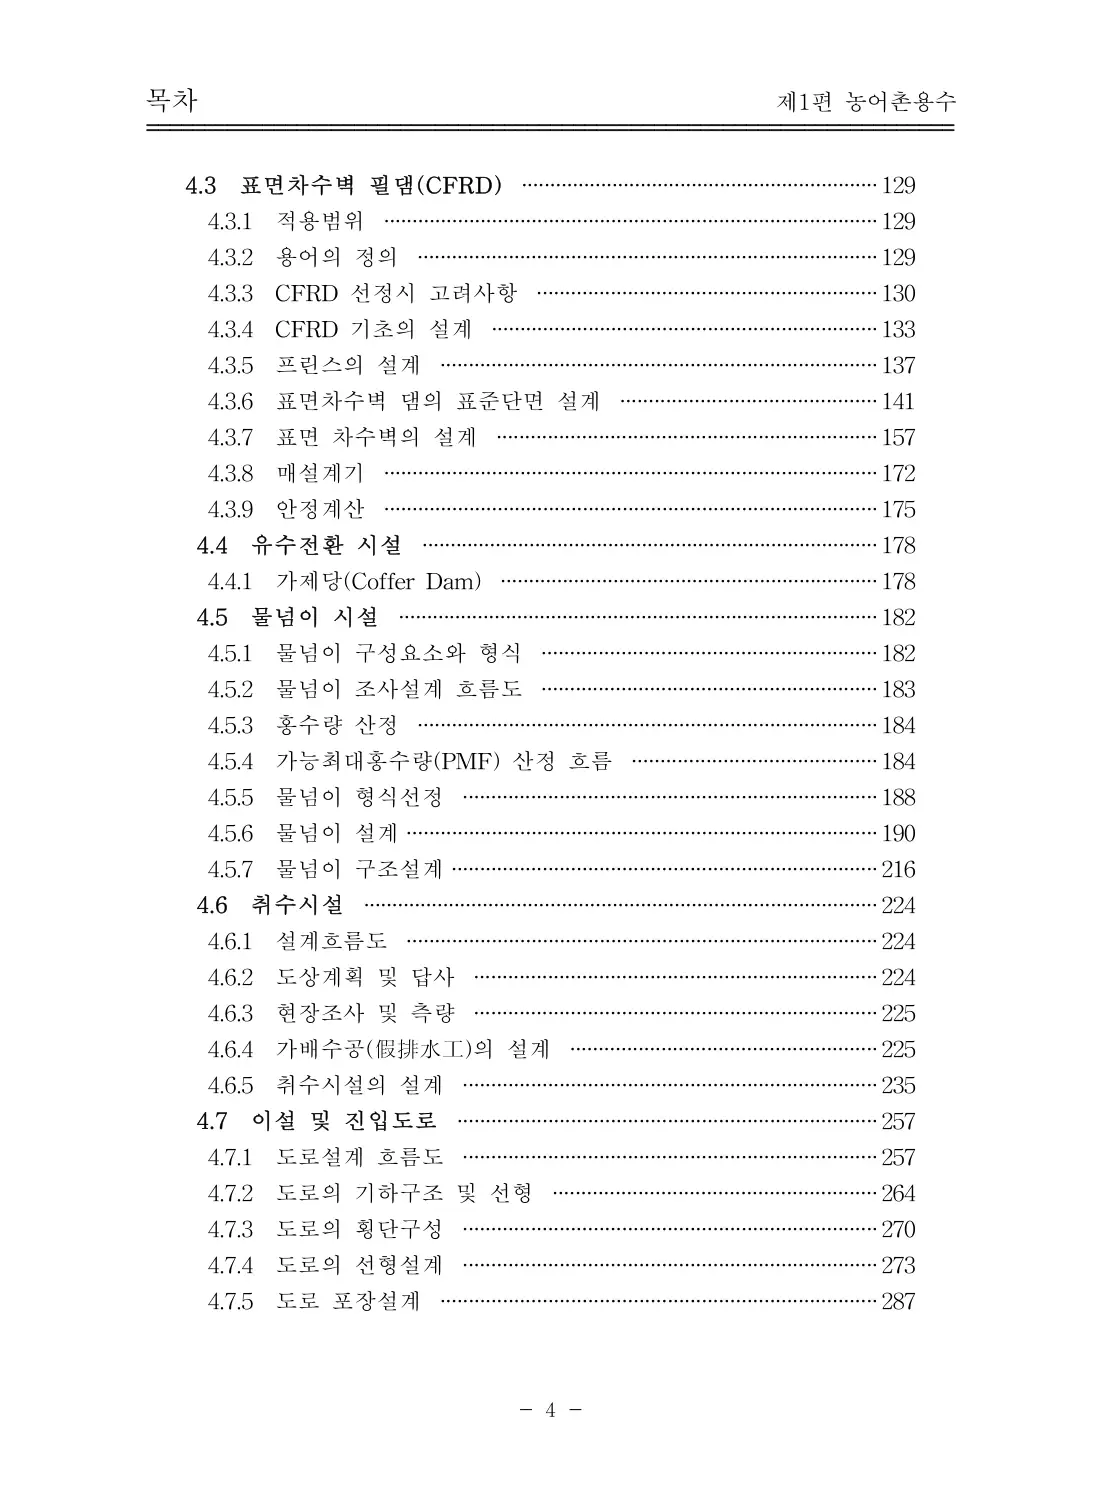 목차 제1편 농어촌용수
4.3 표면차수벽 필댐(CFRD) ························ 129
4.3.1 적용범위 ························ 129
4.3.2 용어의 정의 ························ 129
4.3.3 CFRD 선정시 고려사항 ························ 130
4.3.4 CFRD 기초의 설계 ························ 133
4.3.5 프린스의 설계 ························ 137
4.3.6 표면차수벽 댐의 표준단면 설계 ························ 141
4.3.7 표면 차수벽의 설계 ························ 157
4.3.8 매설계기 ························ 172
4.3.9 안정계산 ························ 175
4.4 유수전환 시설 ························ 178
4.4.1 가제당(Coffer Dam) ························ 178
4.5 물넘이 시설 ························ 182
4.5.1 물넘이 구성요소와 형식 ························ 182
4.5.2 물넘이 조사설계 흐름도 ························ 183
4.5.3 홍수량 산정 ························ 184
4.5.4 가능최대홍수량(PMF) 산정 흐름 ························ 184
4.5.5 물넘이 형식선정 ························ 188
4.5.6 물넘이 설계 ························ 190
4.5.7 물넘이 구조설계 ························ 216
4.6 취수시설 ························ 224
4.6.1 설계흐름도 ························ 224
4.6.2 도상계획 및 답사 ························ 224
4.6.3 현장조사 및 측량 ························ 225
4.6.4 가배수공(假排水工)의 설계 ························ 225
4.6.5 취수시설의 설계 ························ 235
4.7 이설 및 진입도로 ························ 257
4.7.1 도로설계 흐름도 ························ 257
4.7.2 도로의 기하구조 및 선형 ························ 264
4.7.3 도로의 횡단구성 ························ 270
4.7.4 도로의 선형설계 ························ 273
4.7.5 도로 포장설계 ························ 287
- 4 -